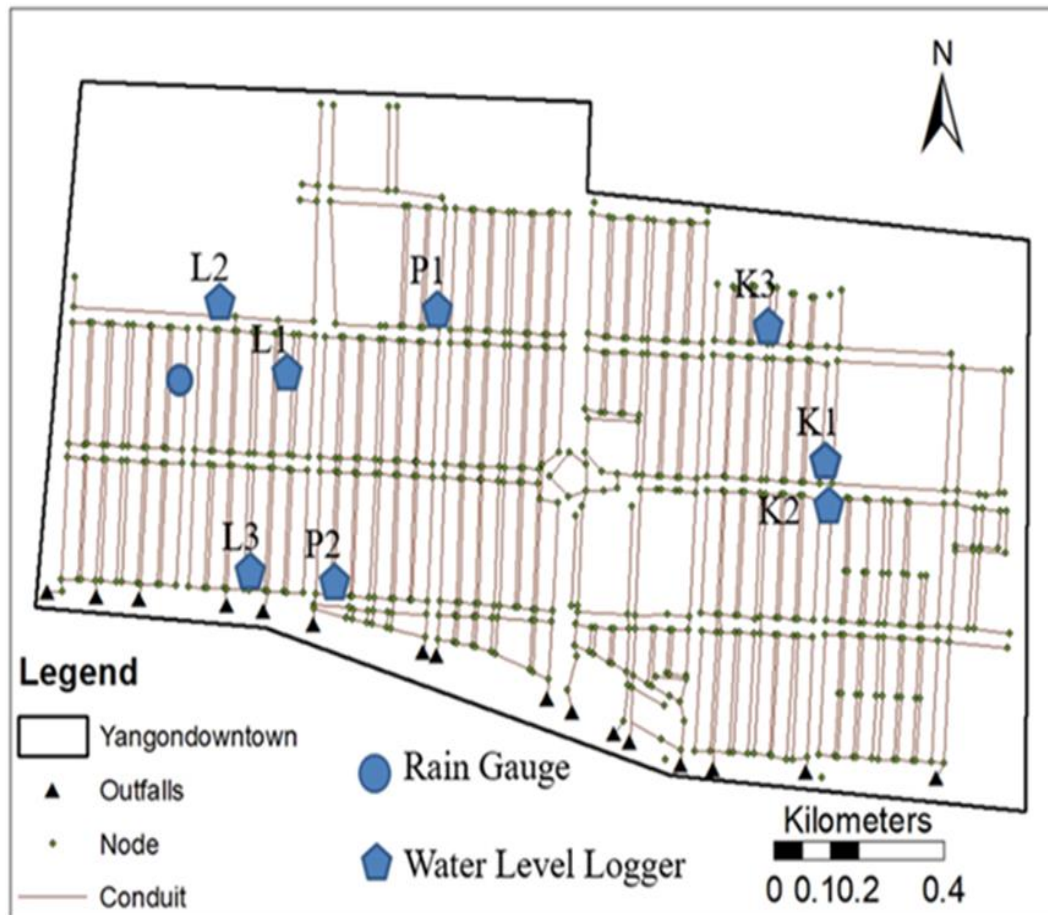 N
L2
P1
K3
L1
K1
K2
L3
P2
Legend
Yangondowntown
Outfalls
Node
Conduit
Rain Gauge
Water Level Logger
Kilometers
0 0.10.2 0.4